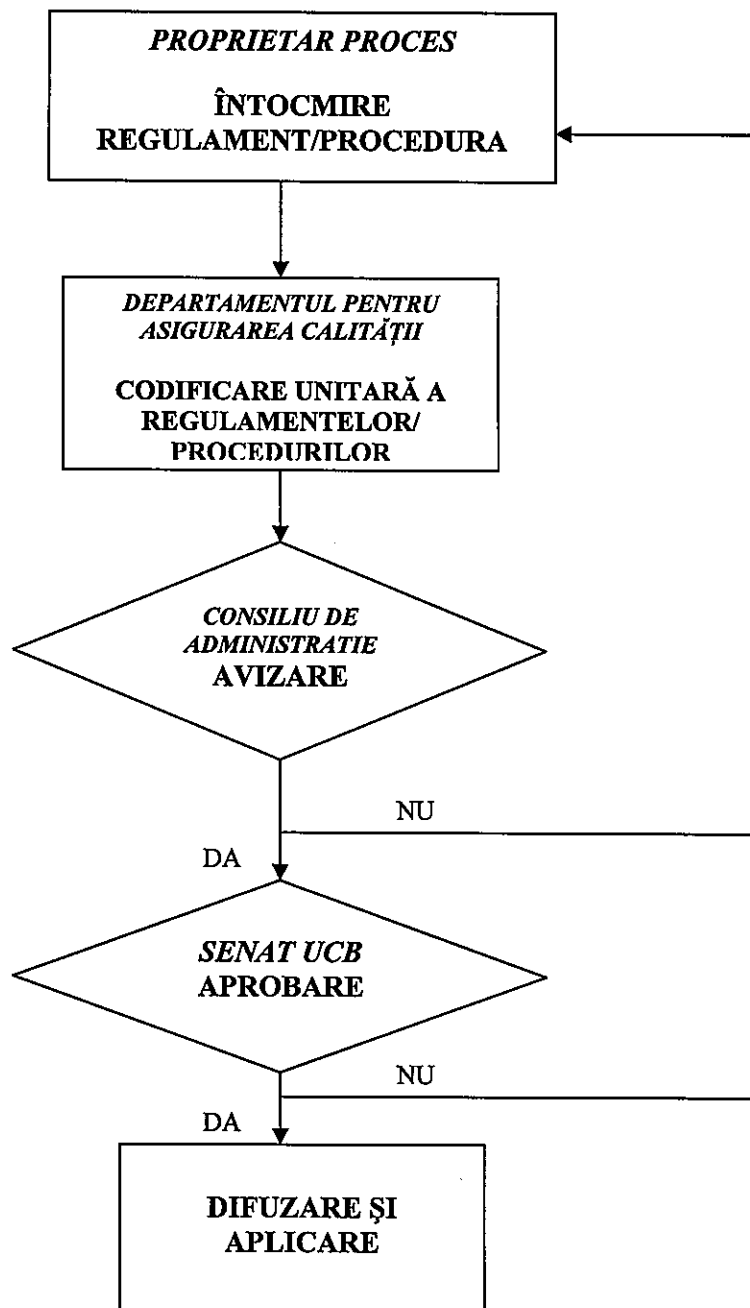 PROPRIETAR PROCES
ÎNTOCMIRE
REGULAMENT/PROCEDURA
DEPARTAMENTUL PENTRU
ASIGURAREA CALITĂȚII
CODIFICARE UNITARĂ A
REGULAMENTELOR/
PROCEDURILOR
CONSILIU DE
ADMINISTRATIE
AVIZARE
NU
DA
SENAT UCB
APROBARE
NU
DA
DIFUZARE ŞI
APLICARE